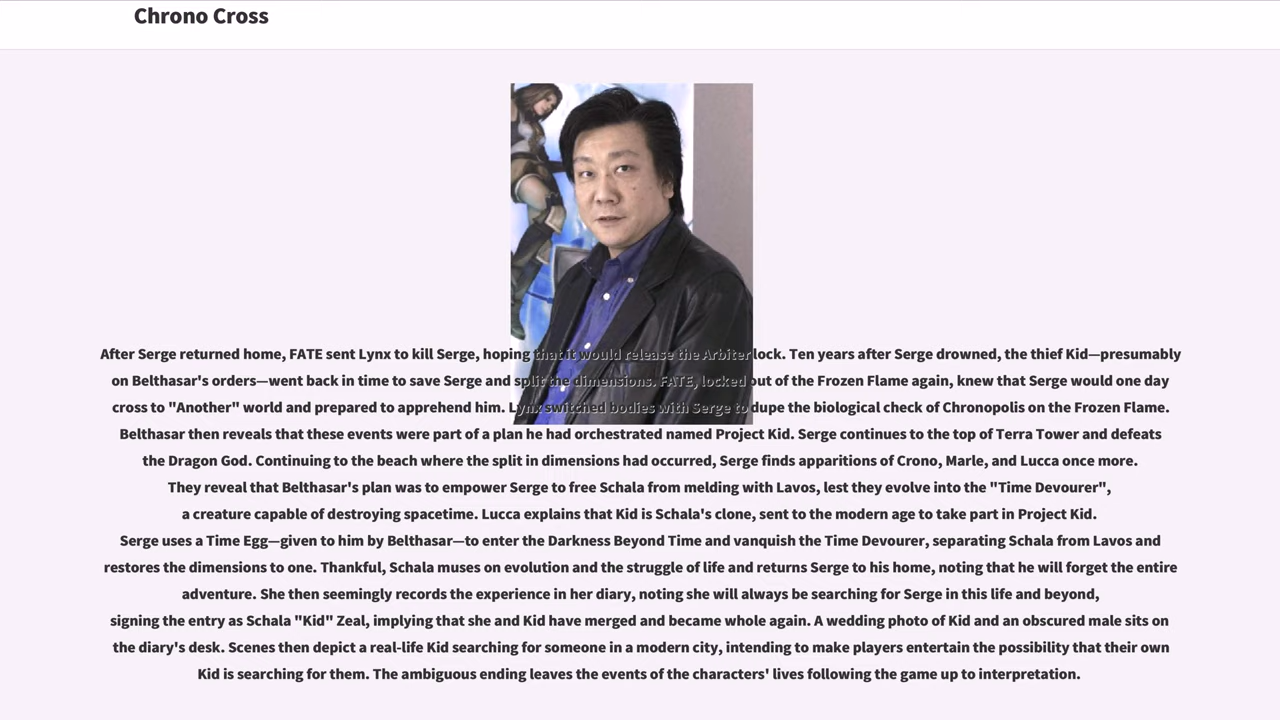 Chrono Cross
After Serge returned home, FATE sent Lynx to kill Serge, hoping that it would release the Arbiter lock. Ten years after Serge drowned, the thief Kid—presumably
on Belthasar's orders—went back in time to save Serge and split the dimensions. FATE, locked out of the Frozen Flame again, knew that Serge would one day
cross to "Another" world and prepared to apprehend him. Lynx switched bodies with Serge to dupe the biological check of Chronopolis on the Frozen Flame.
Belthasar then reveals that these events were part of a plan he had orchestrated named Project Kid. Serge continues to the top of Terra Tower and defeats
the Dragon God. Continuing to the beach where the split in dimensions had occurred, Serge finds apparitions of Crono, Marle, and Lucca once more.
They reveal that Belthasar's plan was to empower Serge to free Schala from melding with Lavos, lest they evolve into the "Time Devourer",
a creature capable of destroying spacetime. Lucca explains that Kid is Schala's clone, sent to the modern age to take part in Project Kid.
Serge uses a Time Egg—given to him by Belthasar—to enter the Darkness Beyond Time and vanquish the Time Devourer, separating Schala from Lavos and
restores the dimensions to one. Thankful, Schala muses on evolution and the struggle of life and returns Serge to his home, noting that he will forget the entire
adventure. She then seemingly records the experience in her diary, noting she will always be searching for Serge in this life and beyond,
signing the entry as Schala "Kid" Zeal, implying that she and Kid have merged and became whole again. A wedding photo of Kid and an obscured male sits on
the diary's desk. Scenes then depict a real-life Kid searching for someone in a modern city, intending to make players entertain the possibility that their own
Kid is searching for them. The ambiguous ending leaves the events of the characters' lives following the game up to interpretation.